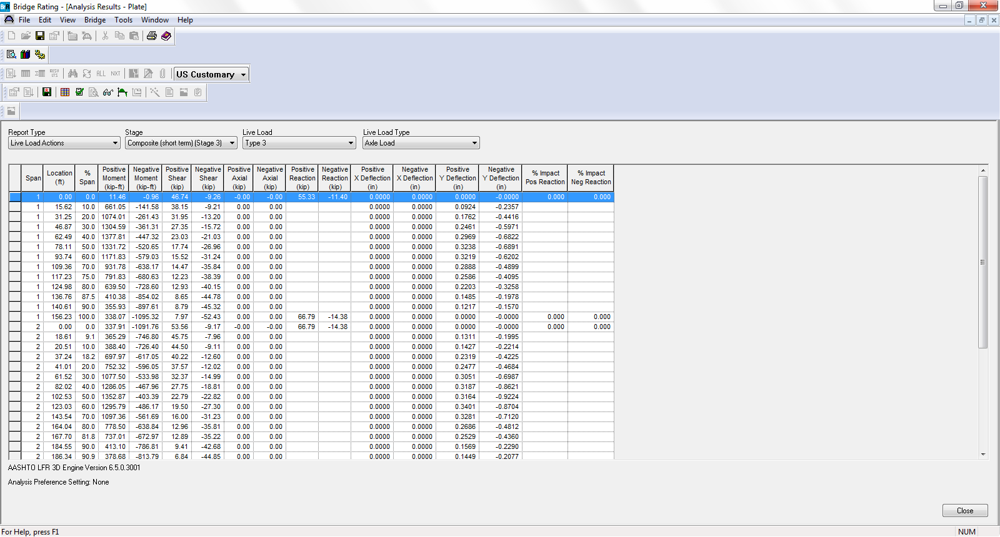 Bridge Rating - [Analysis Results - Plate]
File Edit View Bridge Tools Window Help
RESU LTS ALL NXT US Customary
Report Type Stage Live Load Live Load Type
Live Load Actions Composite (short term) (Stage 3) Type 3 Axle Load
Span Location (ft) % Span Positive Moment (kip-ft) Negative Moment (kip-ft) Positive Shear (kip) Negative Shear (kip) Positive Axial (kip) Negative Axial (kip) Positive Reaction (kip) Negative Reaction (kip) Positive X Deflection (in) Negative X Deflection (in) Positive Y Deflection (in) Negative Y Deflection (in) % Impact Pos Reaction % Impact Neg Reaction
1 0.00 0.0 11.46 -0.96 46.74 -9.26 -0.00 -0.00 55.33 -11.40 0.0000 0.0000 0.0000 -0.0000 0.000 0.000
1 15.62 10.0 661.05 -141.58 38.15 -9.21 0.00 0.00 0.0000 0.0000 0.0924 -0.2357
1 31.25 20.0 1074.01 -261.43 31.95 -13.20 0.00 0.00 0.0000 0.0000 0.1762 -0.4416
1 46.87 30.0 1304.59 -361.31 27.35 -15.72 0.00 0.00 0.0000 0.0000 0.2461 -0.5971
1 62.49 40.0 1377.81 -447.32 23.03 -21.03 0.00 0.00 0.0000 0.0000 0.2969 -0.6822
1 78.11 50.0 1331.72 -520.65 17.74 -26.96 0.00 0.00 0.0000 0.0000 0.3238 -0.6891
1 93.74 60.0 1171.83 -579.03 15.52 -31.24 0.00 0.00 0.0000 0.0000 0.3219 -0.6202
1 109.36 70.0 931.78 -638.17 14.47 -35.84 0.00 0.00 0.0000 0.0000 0.2888 -0.4899
1 117.23 75.0 791.83 -680.63 12.23 -38.39 0.00 0.00 0.0000 0.0000 0.2586 -0.4095
1 124.98 80.0 639.50 -728.60 12.93 -40.15 0.00 0.00 0.0000 0.0000 0.2203 -0.3258
1 136.76 87.5 410.38 -854.02 8.65 -44.78 0.00 0.00 0.0000 0.0000 0.1485 -0.1978
1 140.61 90.0 355.93 -897.61 8.79 -45.32 0.00 0.00 0.0000 0.0000 0.1217 -0.1570
1 156.23 100.0 338.07 -1095.32 7.97 -52.43 0.00 0.00 66.79 -14.38 0.0000 0.0000 0.0000 -0.0000 0.000 0.000
2 0.00 0.0 337.91 -1091.76 53.56 -9.17 -0.00 -0.00 66.79 -14.38 0.0000 0.0000 0.0000 -0.0000 0.000 0.000
2 18.61 9.1 365.29 -746.80 45.75 -7.96 0.00 0.00 0.0000 0.0000 0.1311 -0.1995
2 20.51 10.0 388.40 -726.40 44.50 -9.11 0.00 0.00 0.0000 0.0000 0.1427 -0.2214
2 37.24 18.2 697.97 -617.05 40.22 -12.60 0.00 0.00 0.0000 0.0000 0.2319 -0.4225
2 41.01 20.0 752.32 -596.05 37.57 -12.02 0.00 0.00 0.0000 0.0000 0.2477 -0.4684
2 61.52 30.0 1077.50 -533.98 32.37 -14.99 0.00 0.00 0.0000 0.0000 0.3051 -0.6987
2 82.02 40.0 1286.05 -467.96 27.75 -18.81 0.00 0.00 0.0000 0.0000 0.3187 -0.8621
2 102.53 50.0 1352.87 -403.39 22.79 -22.82 0.00 0.00 0.0000 0.0000 0.3164 -0.9224
2 123.03 60.0 1295.79 -486.17 19.50 -27.30 0.00 0.00 0.0000 0.0000 0.3401 -0.8704
2 143.54 70.0 1097.36 -561.69 16.00 -31.23 0.00 0.00 0.0000 0.0000 0.3281 -0.7120
2 164.04 80.0 778.50 -638.84 12.96 -35.81 0.00 0.00 0.0000 0.0000 0.2686 -0.4812
2 167.70 81.8 737.01 -672.97 12.89 -35.22 0.00 0.00 0.0000 0.0000 0.2529 -0.4360
2 184.55 90.0 413.10 -786.81 9.41 -42.68 0.00 0.00 0.0000 0.0000 0.1569 -0.2290
2 186.34 90.9 378.68 -813.79 6.84 -44.85 0.00 0.00 0.0000 0.0000 0.1449 -0.2077
AASHTO LFR 3D Engine Version 6.5.0.3001
Analysis Preference Setting: None
Close
For Help, press F1 NUM